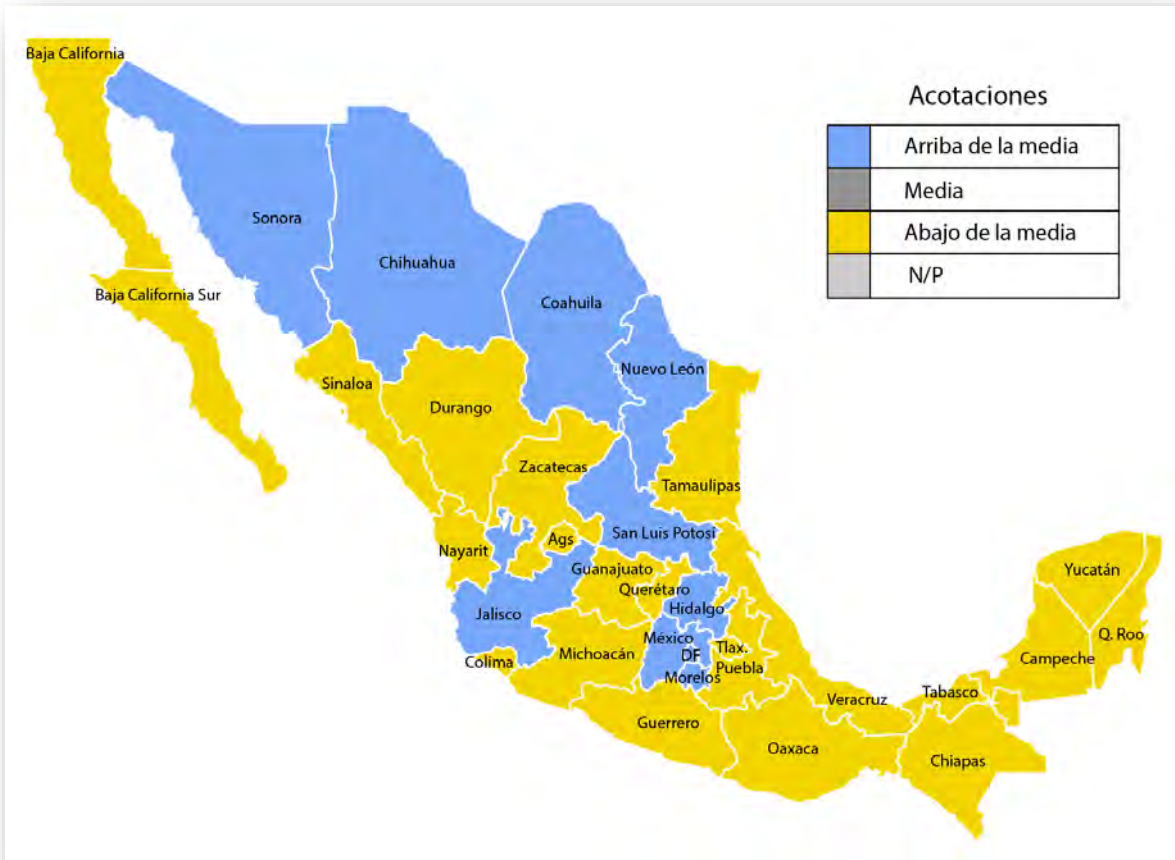 Baja California
Acotaciones
Arriba de la media
Media
Abajo de la media
N/P
Sonora
Chihuahua
Baja California Sur
Coahuila
Nuevo León
Sinaloa
Durango
Zacatecas
Tamaulipas
San Luis Potosí
Ags
Nayarit
Guanajuato
Yucatán
Querétaro
Hidalgo
Jalisco
México
Q. Roo
Tlax.
DF
Michoacán
Campeche
Colima
Puebla
Morelos
Tabasco
Veracruz
Guerrero
Oaxaca
Chiapas